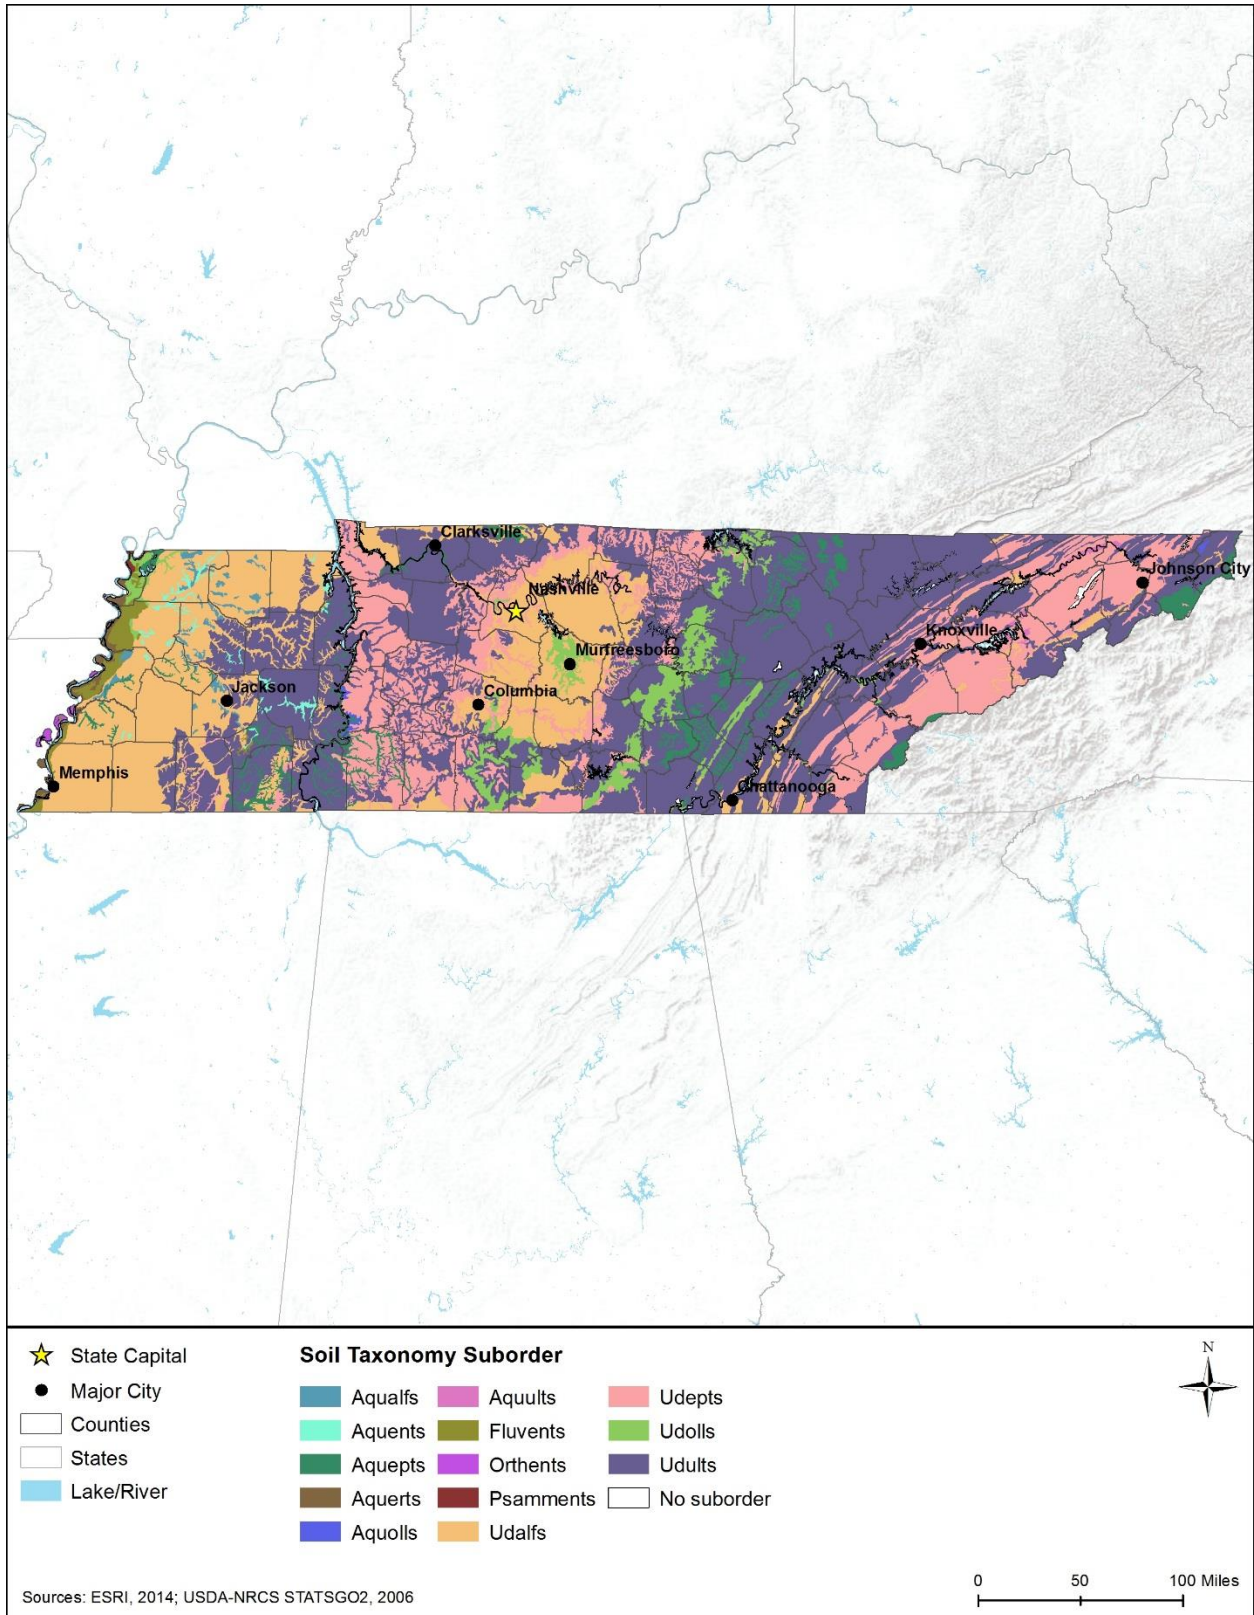 Clarksville
Nashville
Johnson City
Knoxville
Murfreesboro
Jackson
Columbia
Memphis
Chattanooga
State Capital
Major City
Counties
States
Lake/River
Soil Taxonomy Suborder
Aqualfs
Aquents
Aquepts
Aquerts
Aquolls
Aquults
Fluvents
Orthents
Psamments
Udalfs
Udepts
Udolls
Udults
No suborder
N
0 50 100 Miles
Sources: ESRI, 2014; USDA-NRCS STATSGO2, 2006